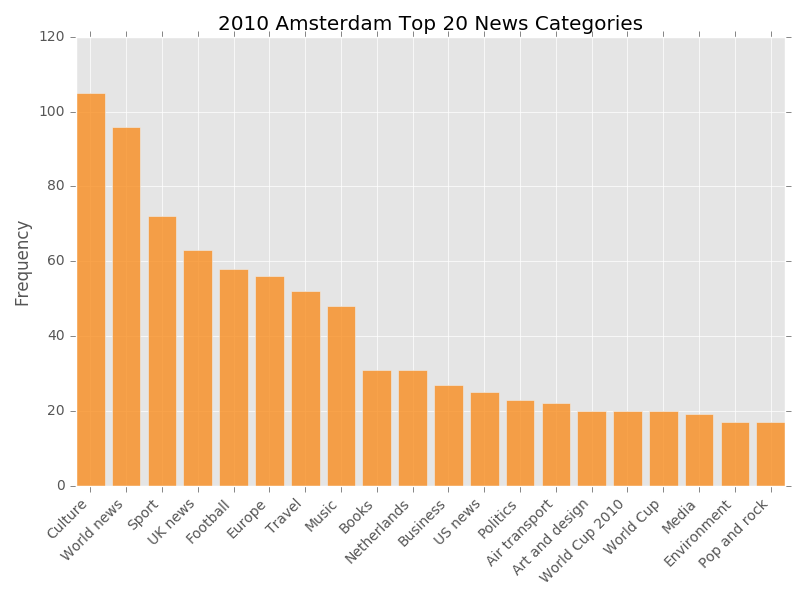 2010 Amsterdam Top 20 News Categories
120
100
80
60
40
20
0
Frequency
Culture
World news
Sport
UK news
Football
Europe
Travel
Music
Books
Netherlands
Business
US news
Politics
Air transport
Art and design
World Cup 2010
World Cup
Media
Environment
Pop and rock